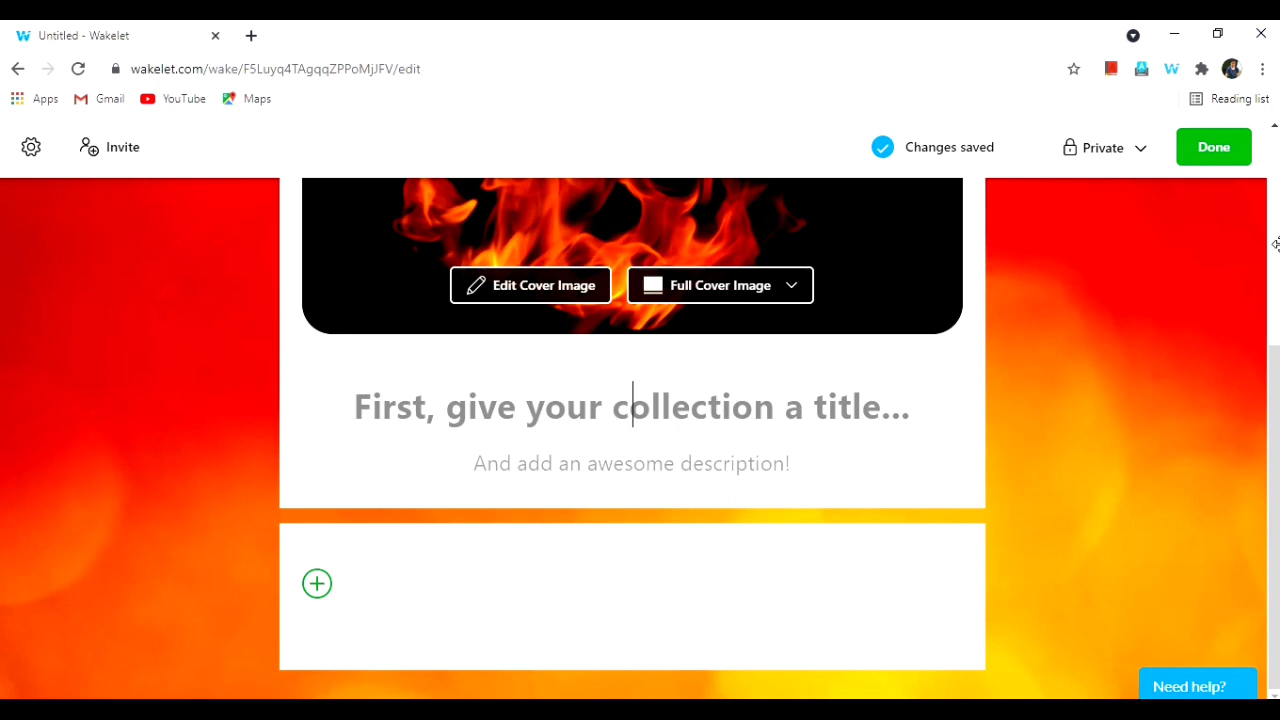 Untitled - Wakelet
wakelet.com/wake/F5Luyq4TAgqqZPPoMjJFV/edit
Apps Gmail YouTube Maps Reading list
Invite Changes saved Private Done
Edit Cover Image Full Cover Image
First, give your collection a title...
And add an awesome description!
Need help?